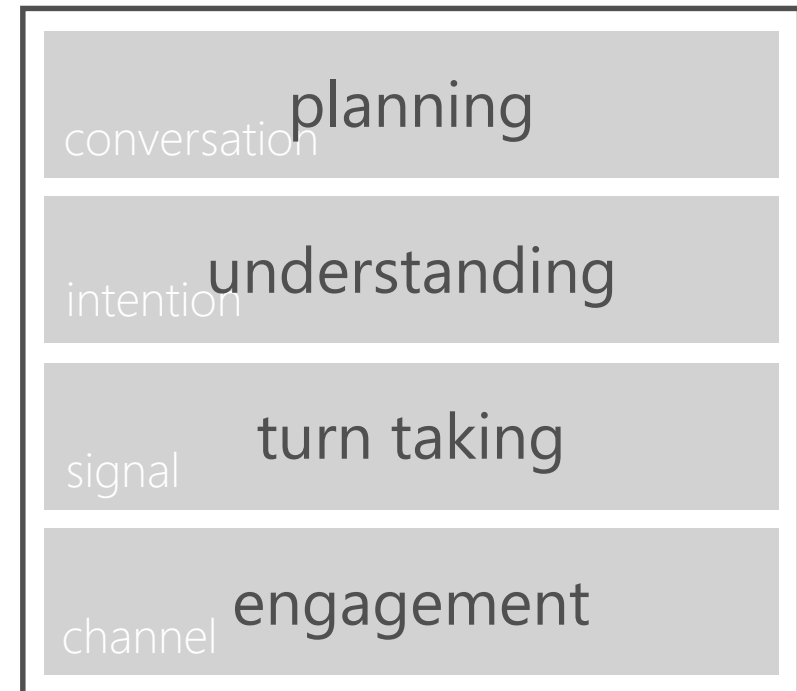 planning
conversation
understanding
intention
turn taking
signal
engagement
channel